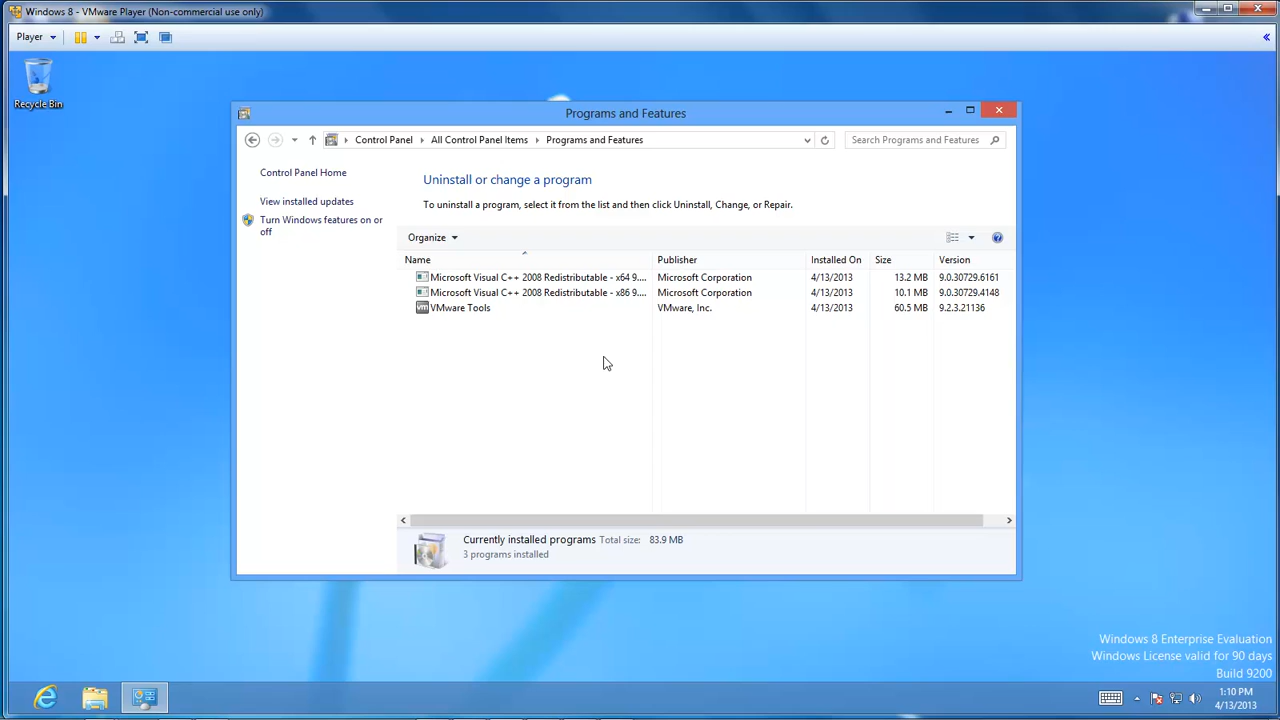 Windows 8 - VMware Player (Non-commercial use only)
Player
Recycle Bin
Programs and Features
Control Panel All Control Panel Items Programs and Features
Search Programs and Features
Control Panel Home
View installed updates
Turn Windows features on or
off
Uninstall or change a program
To uninstall a program, select it from the list and then click Uninstall, Change, or Repair.
Organize
Name Publisher Installed On Size Version
Microsoft Visual C++ 2008 Redistributable - x64 9.... Microsoft Corporation 4/13/2013 13.2 MB 9.0.30729.6161
Microsoft Visual C++ 2008 Redistributable - x86 9.... Microsoft Corporation 4/13/2013 10.1 MB 9.0.30729.4148
VMware Tools VMware, Inc. 4/13/2013 60.5 MB 9.2.3.21136
Currently installed programs Total size: 83.9 MB
3 programs installed
Windows 8 Enterprise Evaluation
Windows License valid for 90 days
Build 9200
1:10 PM
4/13/2013